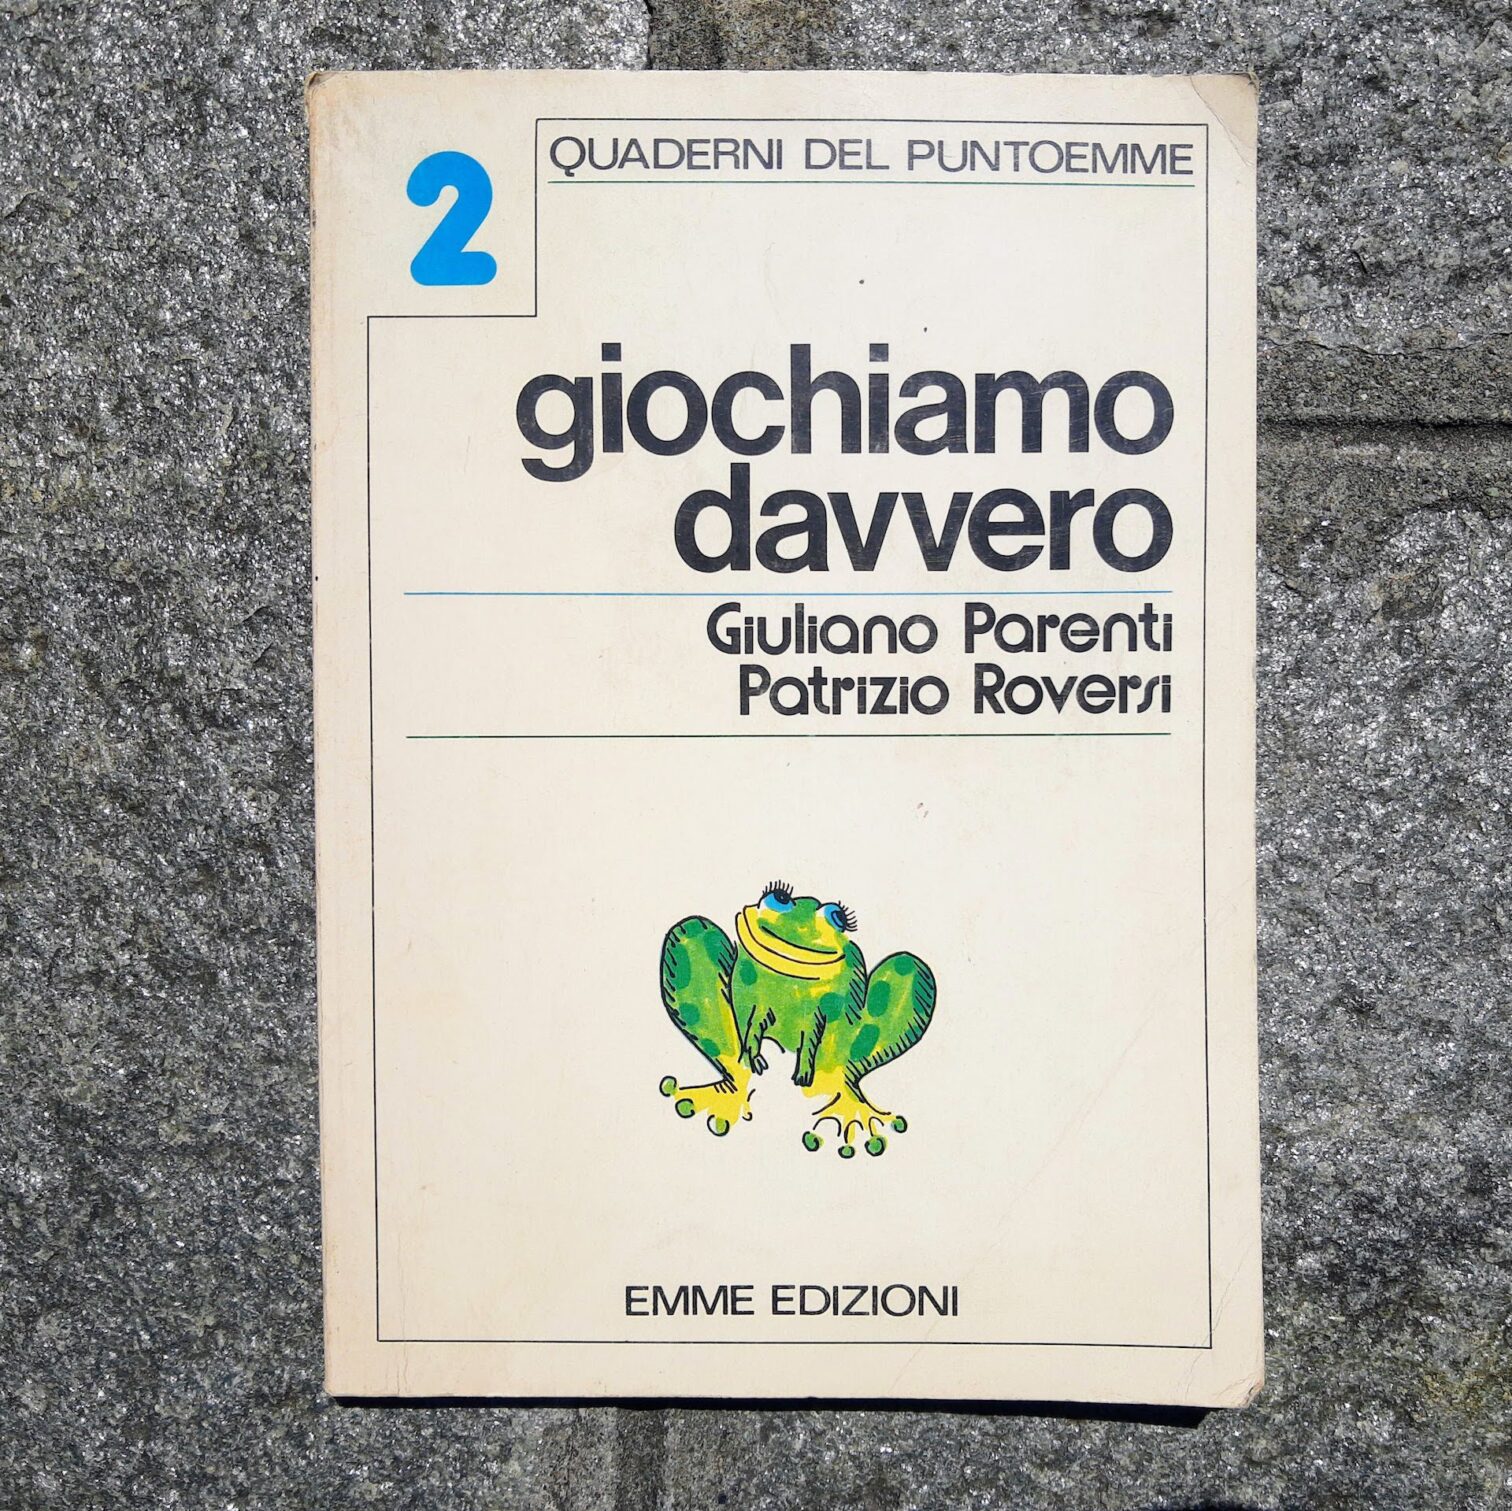 2
QUADERNI DEL PUNTOEMME
giochiamo
davvero
Giuliano Parenti
Patrizio Roversi
EMME EDIZIONI